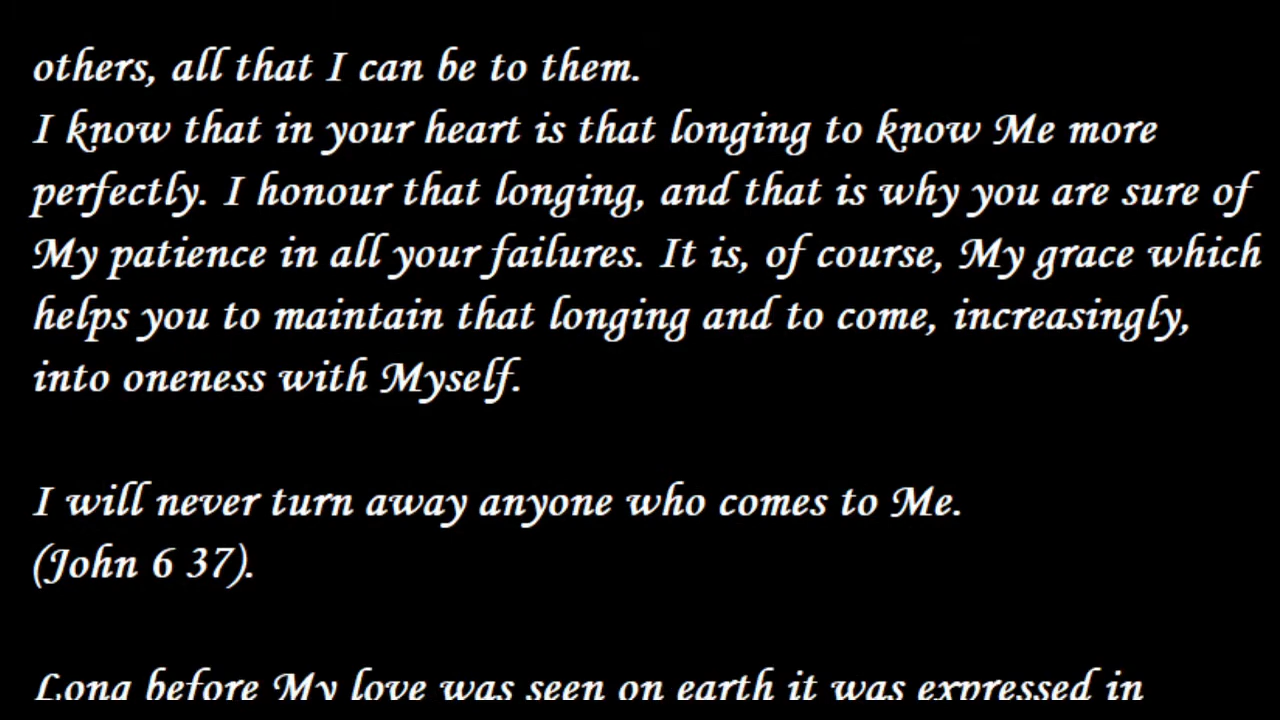 others, all that I can be to them.
I know that in your heart is that longing to know Me more
perfectly. I honour that longing, and that is why you are sure of
My patience in all your failures. It is, of course, My grace which
helps you to maintain that longing and to come, increasingly,
into oneness with Myself.
I will never turn away anyone who comes to Me.
(John 6 37).
Long before My love was seen on earth it was expressed in